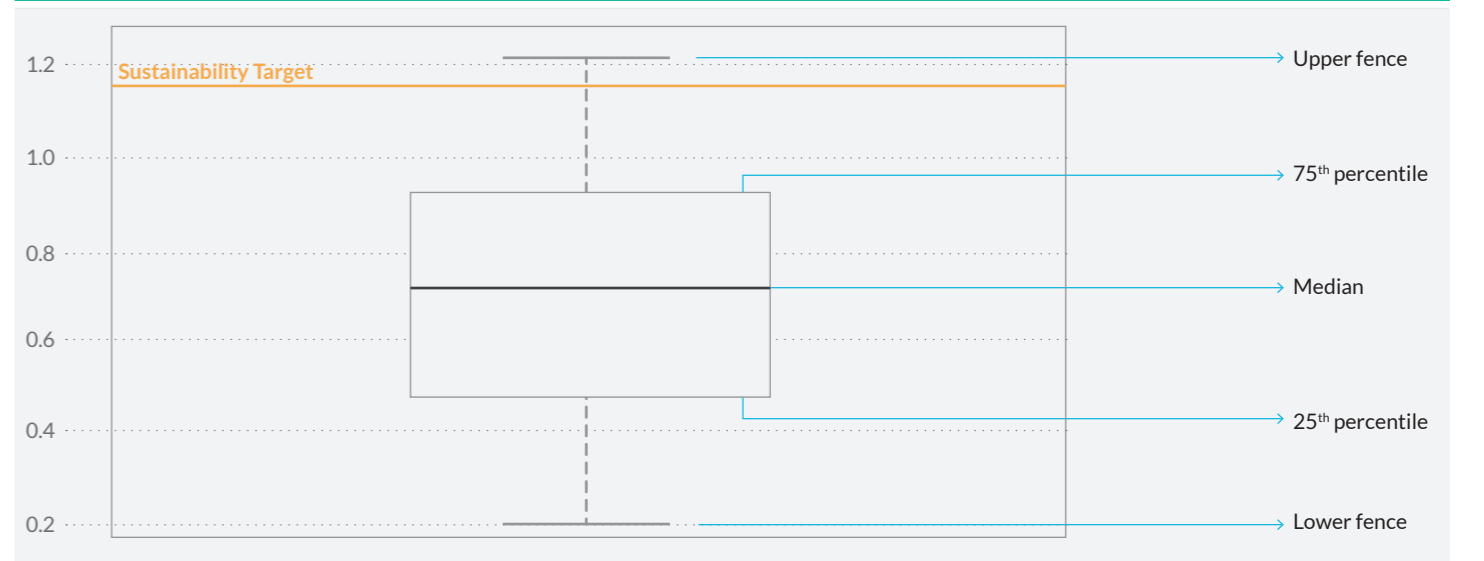 1.2
Sustainability Target
Upper fence
1.0
75th percentile
0.8
Median
0.6
0.4
25th percentile
0.2
Lower fence